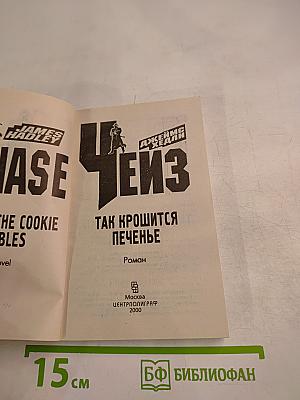 JAMES
HADLEY
HASE
THE COOKIE
BLES
vel
ДЖЕЙМС
ХЕДЛИ
ЧЕЙЗ
ТАК КРОШИТСЯ
ПЕЧЕНЬЕ
Роман
Москва
ЦЕНТРПОЛИГРАФ
2000
15 см
БФ БИБЛИОФАН